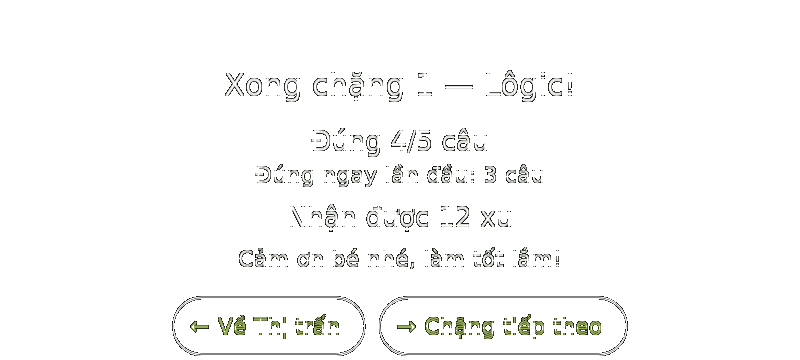 Xong chặng 1 — Lôgic!
Đúng 4/5 câu
Đúng ngay lần đầu: 3 câu
Nhận được 12 xu
Cảm ơn bé nhé, làm tốt lắm!
← Về Thị trấn
→ Chặng tiếp theo